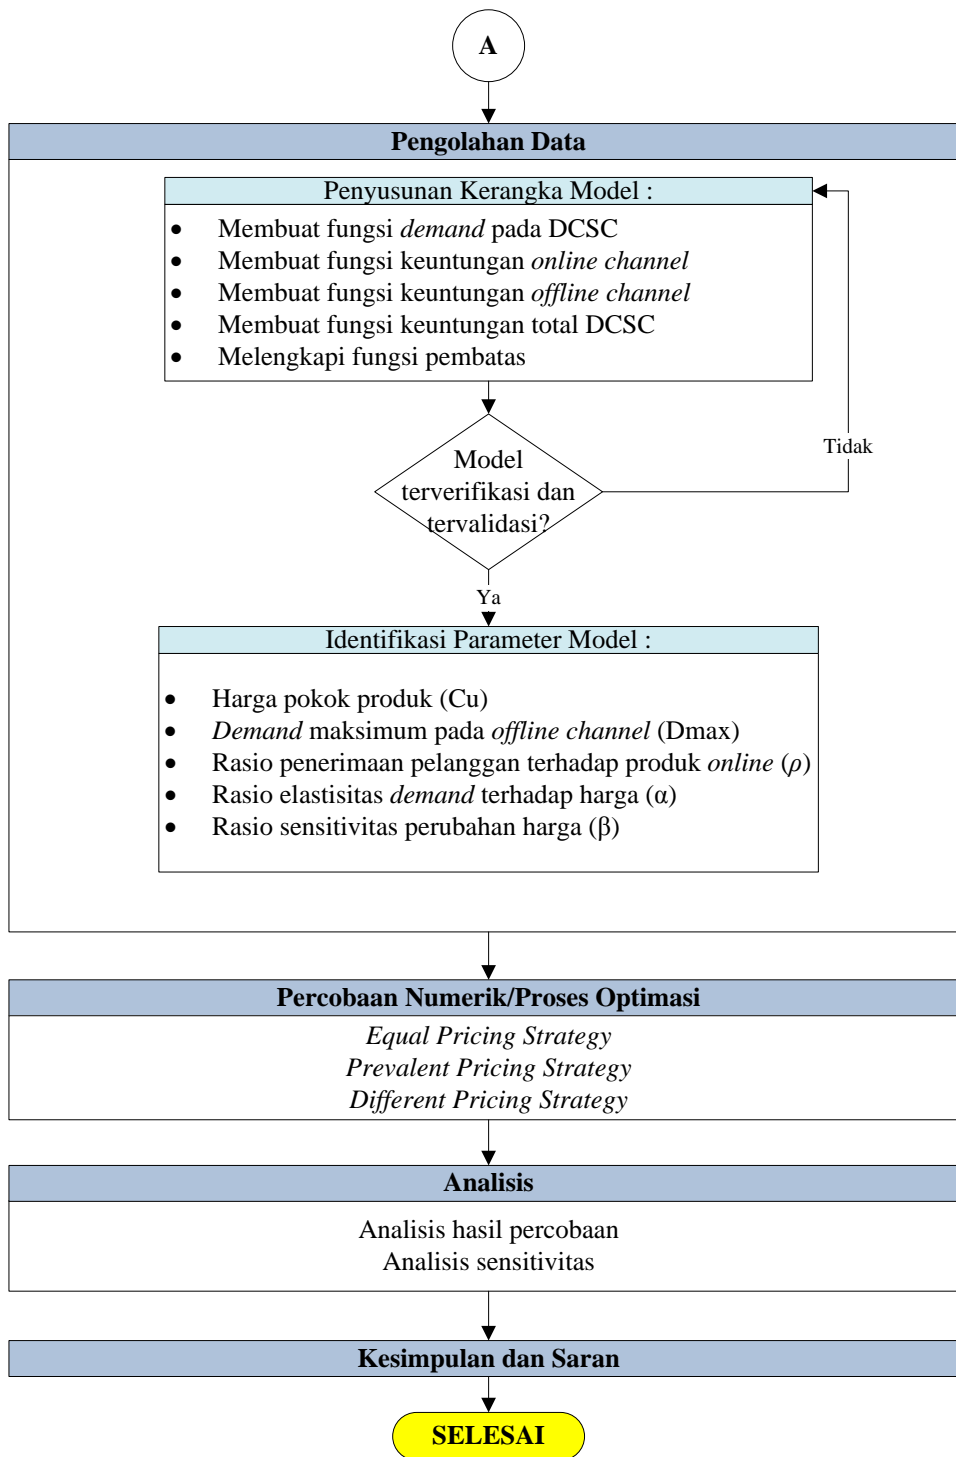 A
Pengolahan Data
Penyusunan Kerangka Model :
• Membuat fungsi demand pada DCSC
• Membuat fungsi keuntungan online channel
• Membuat fungsi keuntungan offline channel
• Membuat fungsi keuntungan total DCSC
• Melengkapi fungsi pembatas
Model
terverifikasi dan
tervalidasi?
Tidak
Ya
Identifikasi Parameter Model :
• Harga pokok produk (Cu)
• Demand maksimum pada offline channel (Dmax)
• Rasio penerimaan pelanggan terhadap produk online (ρ)
• Rasio elastisitas demand terhadap harga (α)
• Rasio sensitivitas perubahan harga (β)
Percobaan Numerik/Proses Optimasi
Equal Pricing Strategy
Prevalent Pricing Strategy
Different Pricing Strategy
Analisis
Analisis hasil percobaan
Analisis sensitivitas
Kesimpulan dan Saran
SELESAI